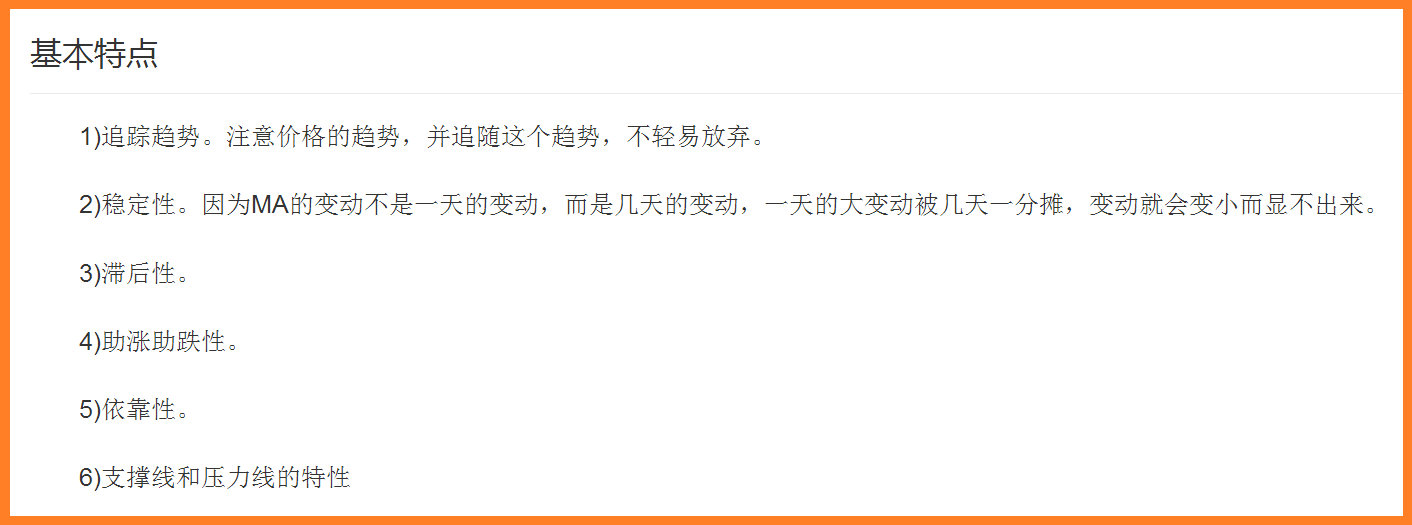 基本特点
1)追踪趋势。注意价格的趋势，并追随这个趋势，不轻易放弃。
2)稳定性。因为MA的变动不是一天的变动，而是几天的变动，一天的大变动被几天一分摊，变动就会变小而显不出来。
3)滞后性。
4)助涨助跌性。
5)依靠性。
6)支撑线和压力线的特性